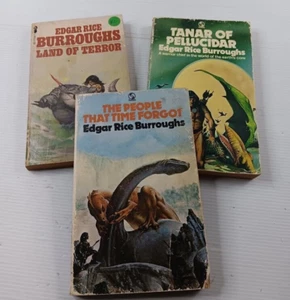 EDGAR RICE
BURROUGHS
LAND OF TERROR
TANAR OF
PELLUCIDAR
Edgar Rice Burroughs
THE PEOPLE
THAT TIME FORGOT
Edgar Rice Burroughs